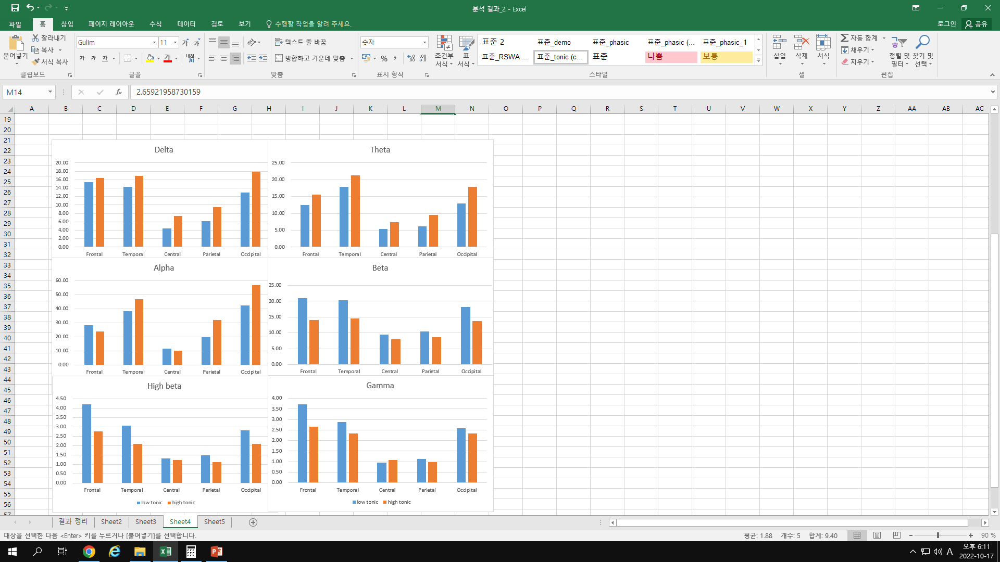 분석 결과_2 - Excel
파일 홈 삽입 페이지 레이아웃 수식 데이터 검토 보기 수행할 작업을 알려 주세요.
로그인 공유
붙여넣기
잘라내기
복사
서식 복사
클립보드
Gulim 11
가 가
가 가 가 가 내천
글꼴
텍스트 줄 바꿈
병합하고 가운데 맞춤
맞춤
숫자
%
표시 형식
조건부 서식
표 서식
표준 2 표준_demo 표준_phasic 표준_phasic (... 표준_phasic_1
표준_RSWA ... 표준_tonic (c... 표준 나쁨 보통
스타일
삽입 삭제 서식
셀
자동 합계
채우기
지우기
정렬 및 필터
찾기 및 선택
편집
M14 fx 2.65921958730159
A B C D E F G H I J K L M N O P Q R S T U V W X Y Z AA AB AC
19
20
21
22
23
24
25
26
27
28
29
30
31
32
33
34
35
36
37
38
39
40
41
42
43
44
45
46
47
48
49
50
51
52
53
54
55
56
57
Delta
20.00
18.00
16.00
14.00
12.00
10.00
8.00
6.00
4.00
2.00
0.00
Frontal Temporal Central Parietal Occipital
Theta
25.00
20.00
15.00
10.00
5.00
0.00
Frontal Temporal Central Parietal Occipital
Alpha
60.00
50.00
40.00
30.00
20.00
10.00
0.00
Frontal Temporal Central Parietal Occipital
Beta
25.00
20.00
15.00
10.00
5.00
0.00
Frontal Temporal Central Parietal Occipital
High beta
4.50
4.00
3.50
3.00
2.50
2.00
1.50
1.00
0.50
0.00
Frontal Temporal Central Parietal Occipital
low tonic high tonic
Gamma
4.00
3.50
3.00
2.50
2.00
1.50
1.00
0.50
0.00
Frontal Temporal Central Parietal Occipital
low tonic high tonic
결과 정리 Sheet2 Sheet3 Sheet4 Sheet5
대상을 선택한 다음 <Enter> 키를 누르거나 [붙여넣기]를 선택합니다.
평균: 1.88 개수: 5 합계: 9.40 90 %
A
오후 6:11
2022-10-17